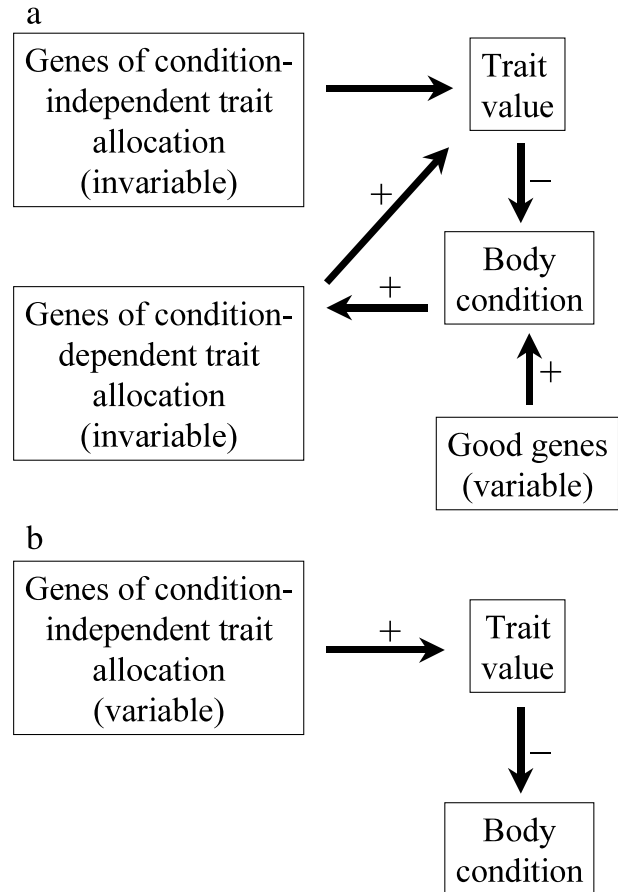 a
Genes of condition-
independent trait
allocation
(invariable)
Trait
value
+
−
Genes of condition-
dependent trait
allocation
(invariable)
+
Body
condition
+
Good genes
(variable)
b
Genes of condition-
independent trait
allocation
(variable)
+
Trait
value
−
Body
condition